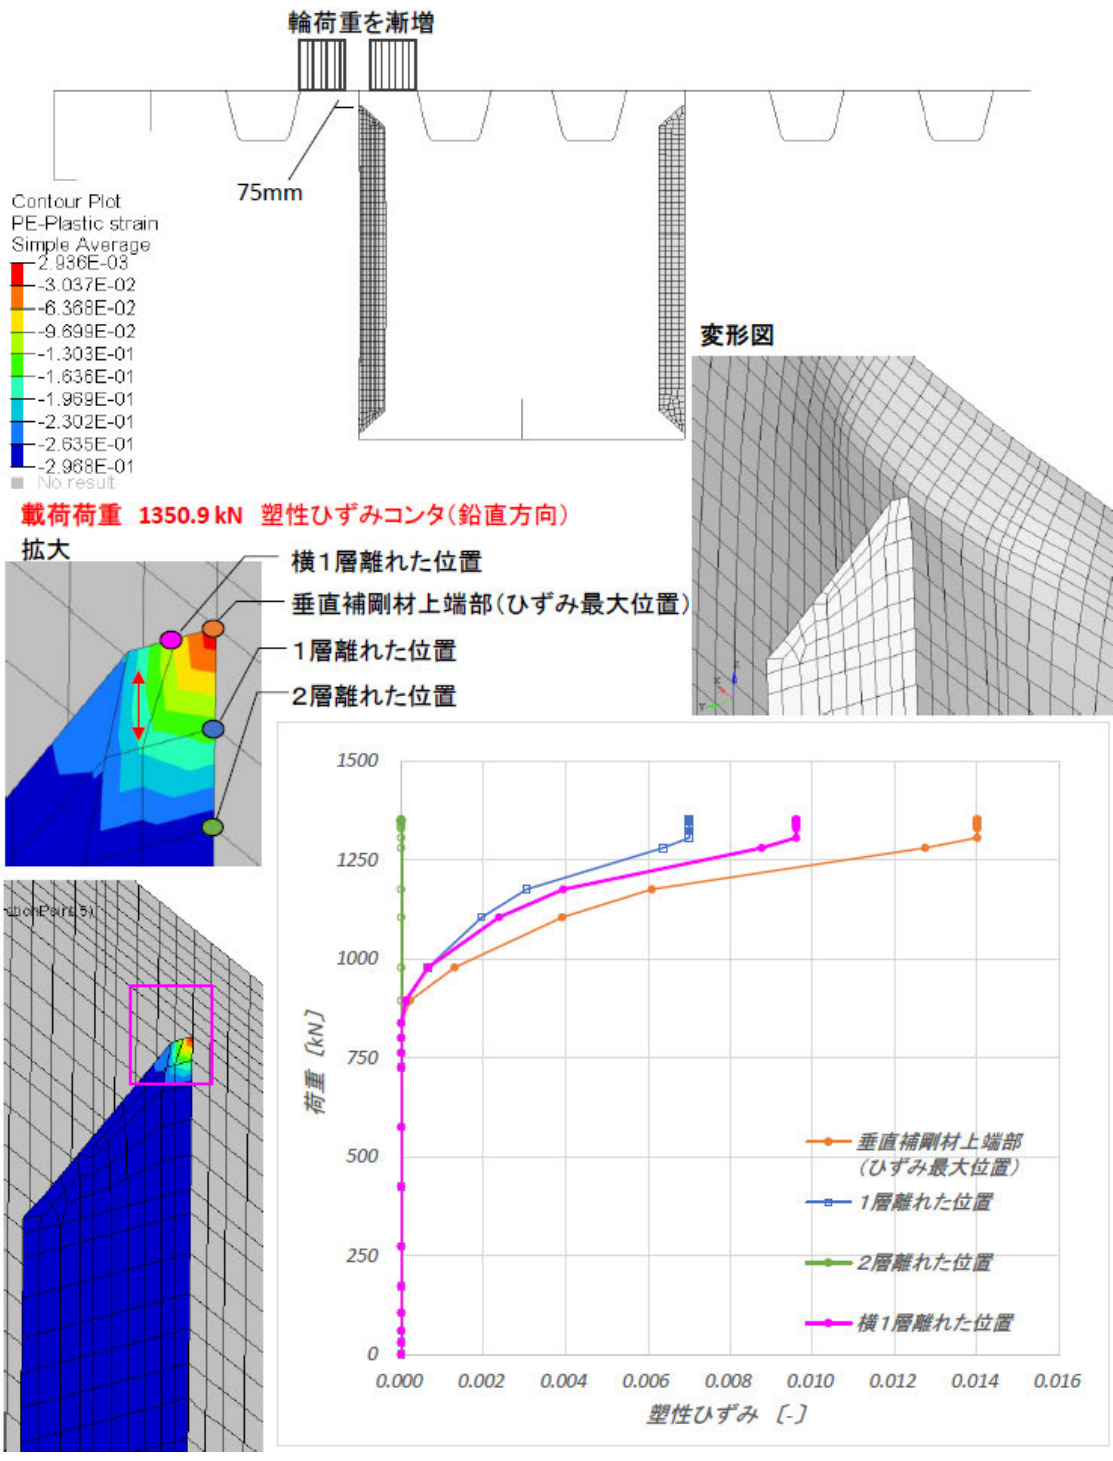 輪荷重を漸増
75mm
Contour Plot
PE-Plastic strain
Simple Average
2.936E-03
-3.037E-02
-6.368E-02
-9.699E-02
-1.303E-01
-1.636E-01
-1.969E-01
-2.302E-01
-2.635E-01
-2.968E-01
No result
変形図
載荷荷重 1350.9 kN 塑性ひずみコンタ(鉛直方向)
拡大
横1層離れた位置
垂直補剛材上端部(ひずみ最大位置)
1層離れた位置
2層離れた位置
Z
X
Y
ctionPoint 5)
1500
1250
1000
750
500
250
0
荷重 〔kN〕
0.000 0.002 0.004 0.006 0.008 0.010 0.012 0.014 0.016
塑性ひずみ 〔-〕
垂直補剛材上端部
(ひずみ最大位置)
1層離れた位置
2層離れた位置
横1層離れた位置